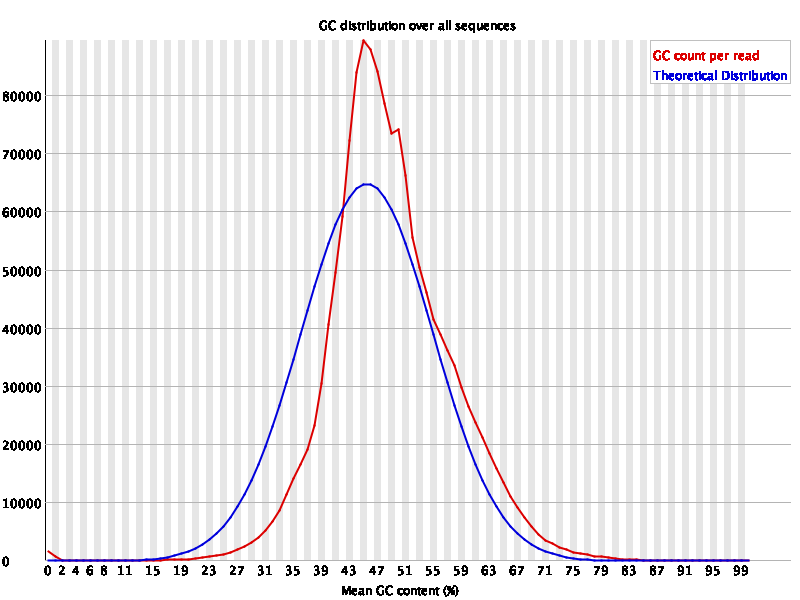 GC distribution over all sequences
GC count per read
Theoretical Distribution
80000
70000
60000
50000
40000
30000
20000
10000
0
0 2 4 6 8 11 15 19 23 27 31 35 39 43 47 51 55 59 63 67 71 75 79 83 87 91 95 99
Mean GC content (%)